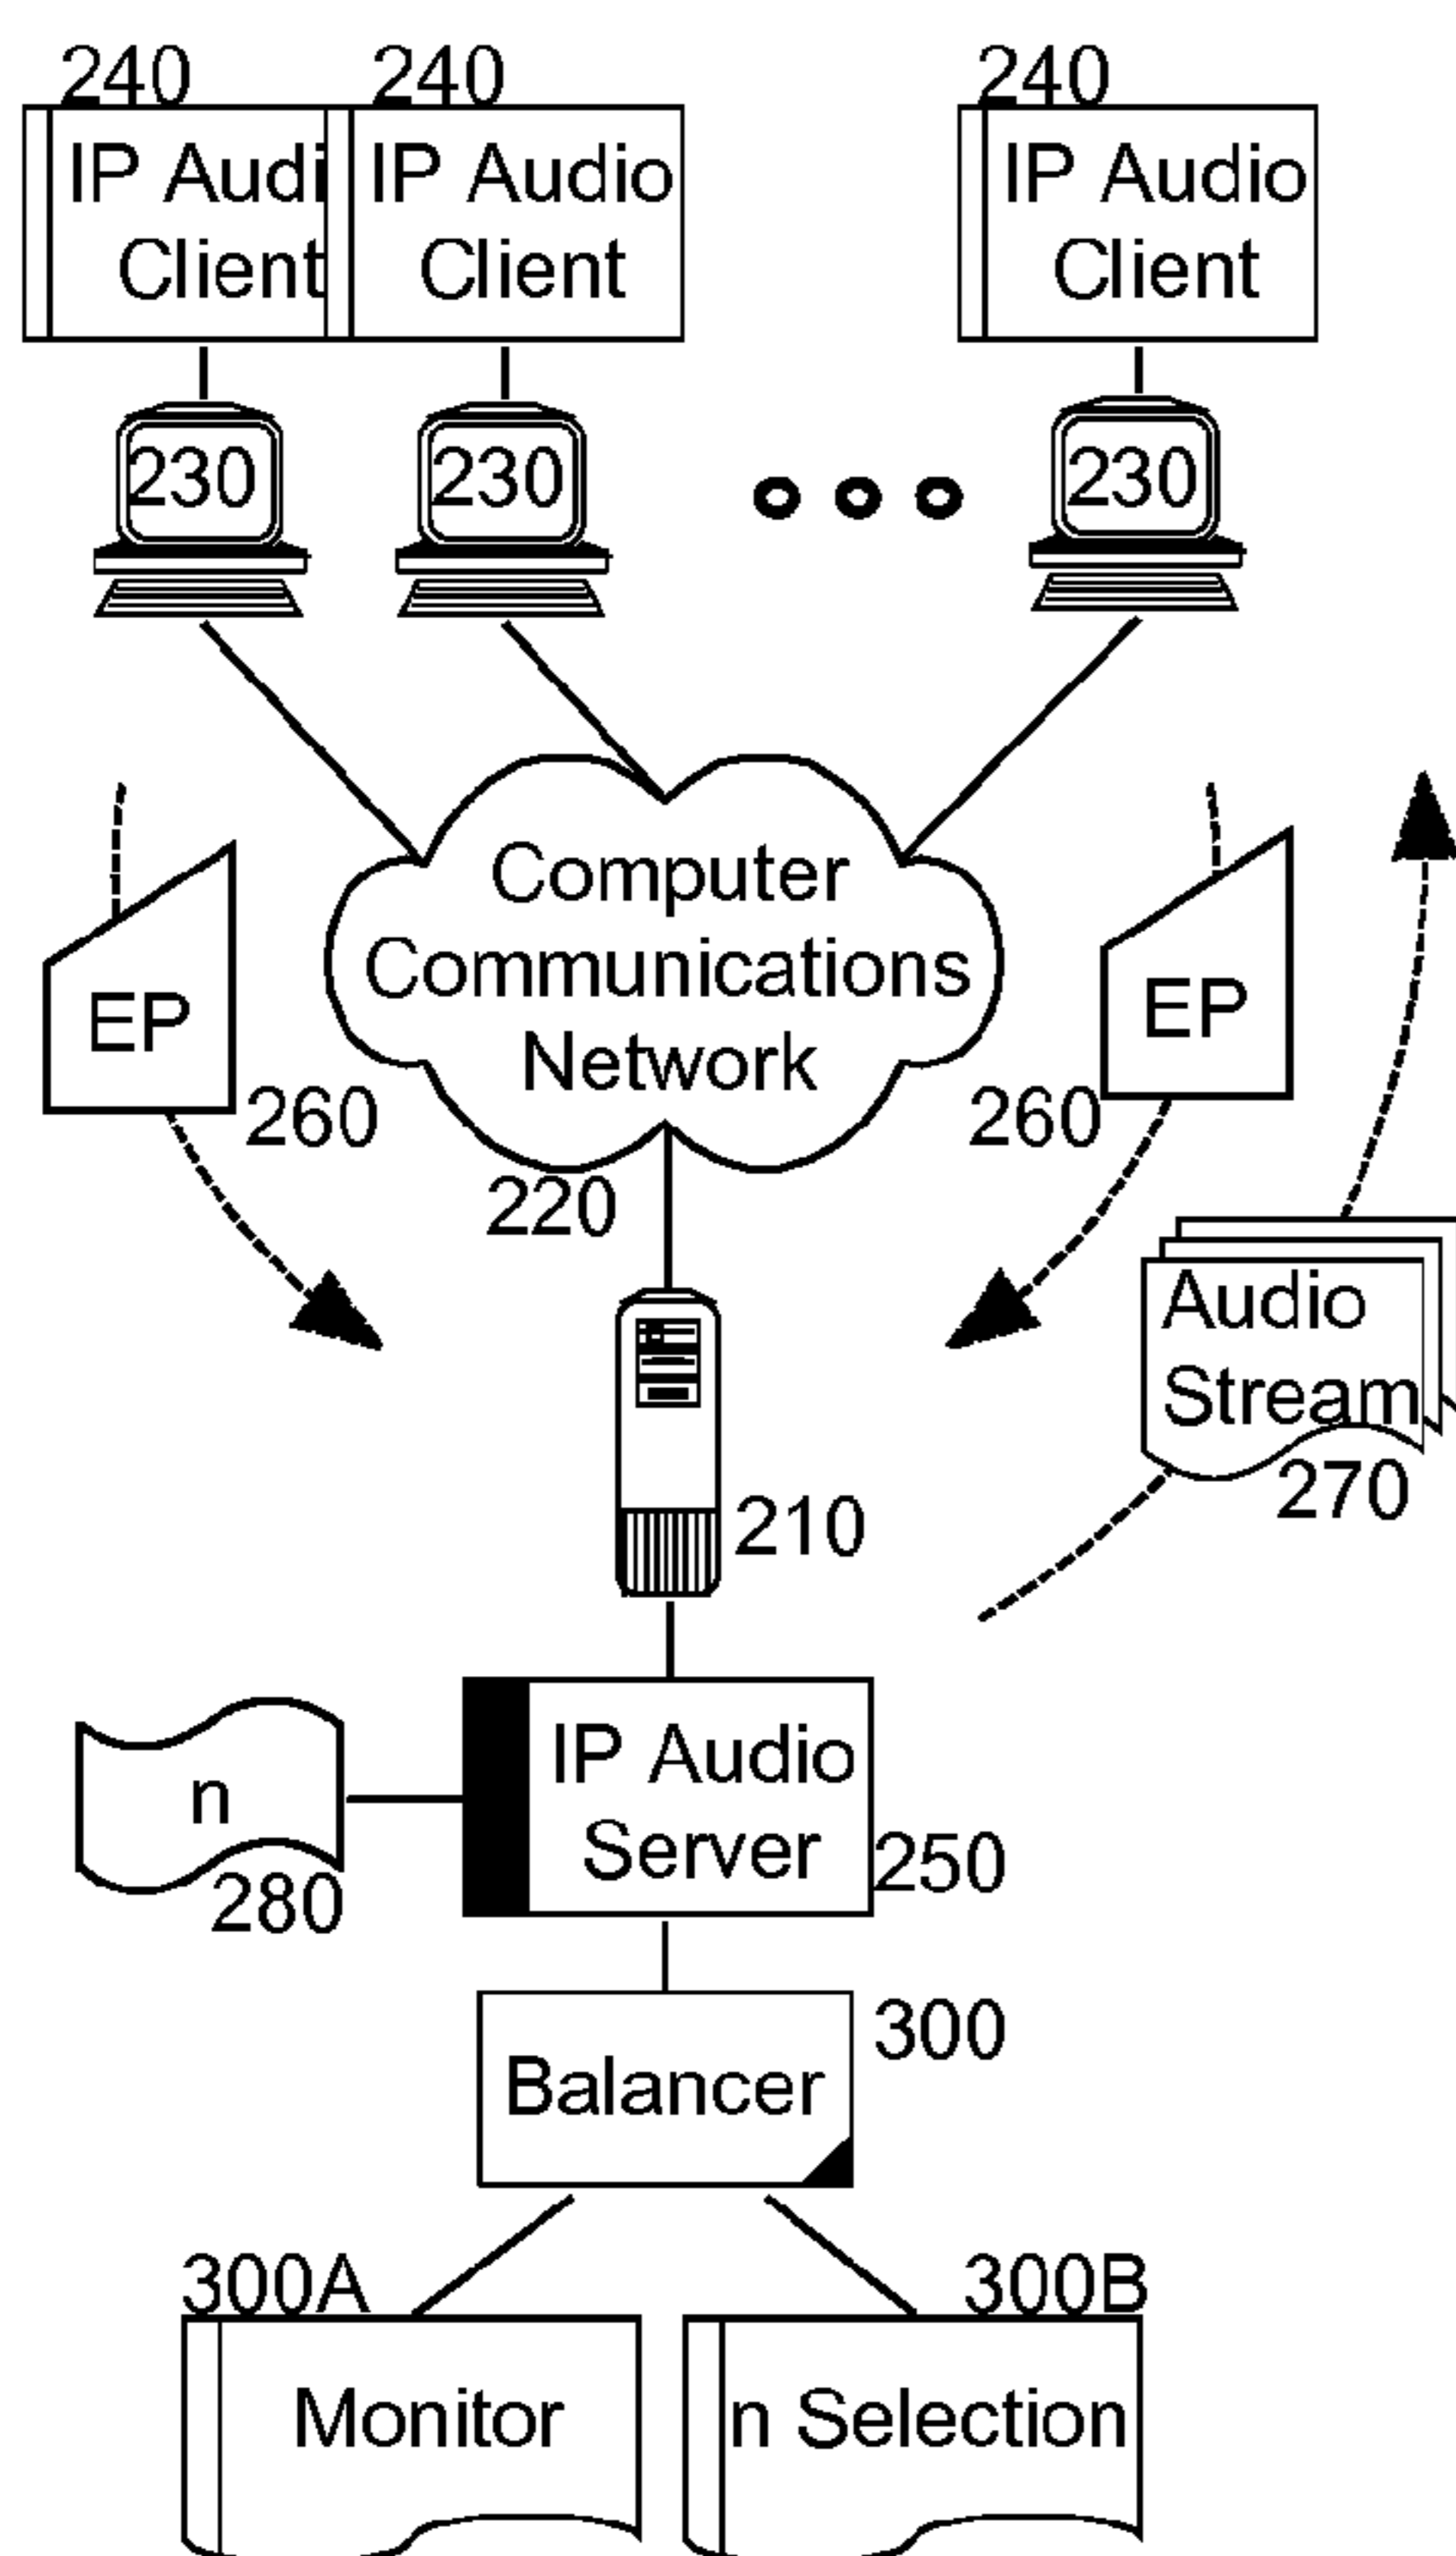 240 240 240
IP Audi IP Audio IP Audio
Client Client Client
230 230 230
Computer
Communications
Network
EP EP
260 260
220
Audio
Stream
270
210
IP Audio
Server
n
250
280
300
Balancer
300A 300B
Monitor n Selection